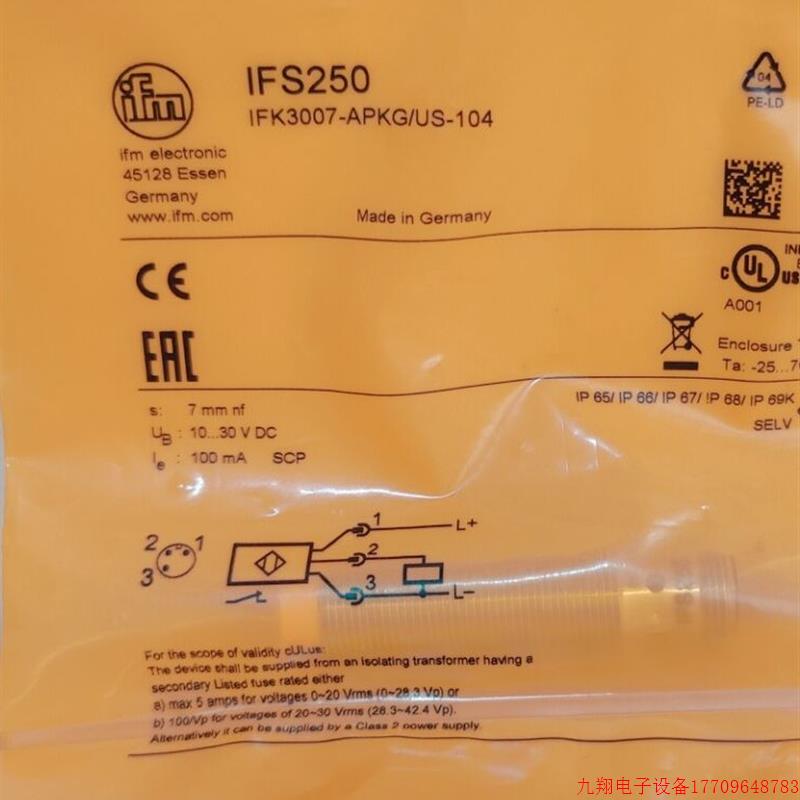 ifm
IFS250
IFK3007-APKG/US-104
04
PE-LD
ifm electronic
45128 Essen
Germany
www.ifm.com
Made in Germany
CE
EAC
c UL US
A001
Enclosure
Ta: -25...
s: 7 mm nf
UB : 10...30 V DC
Ie : 100 mA SCP
IP 65/ IP 66/ IP 67/ IP 68/ IP 69K
SELV
2 1
3
1 L+
2
3 L-
For the scope of validity cULus:
The device shall be supplied from an isolating transformer having a
secondary Listed fuse rated either
a) max 5 amps for voltages 0~20 Vrms (0~28.3 Vp) or
b) 100/Vp for voltages of 20~30 Vrms (28.3~42.4 Vp).
Alternatively it can be supplied by a Class 2 power supply.
九翔电子设备17709648783